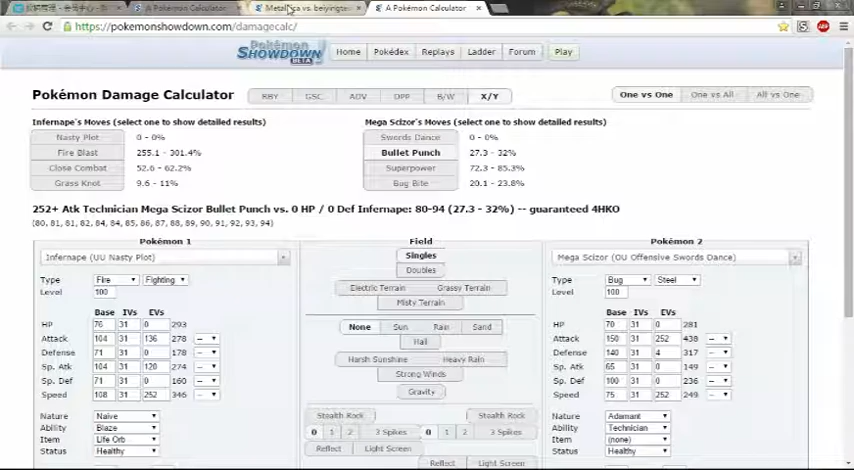 A Pokémon Calculator
Metallica vs. beiyingte
A Pokémon Calculator
https://pokemonshowdown.com/damagecalc/
ABP
Pokémon
SHOWDOWN
BETA
Home Pokédex Replays Ladder Forum Play
Pokémon Damage Calculator RBY GSC ADV DPP B/W X/Y One vs One One vs All All vs One
Infernape's Moves (select one to show detailed results) Mega Scizor's Moves (select one to show detailed results)
Nasty Plot 0 - 0% Swords Dance 0 - 0%
Fire Blast 255.1 - 301.4% Bullet Punch 27.3 - 32%
Close Combat 52.6 - 62.2% Superpower 72.3 - 85.3%
Grass Knot 9.6 - 11% Bug Bite 20.1 - 23.8%
252+ Atk Technician Mega Scizor Bullet Punch vs. 0 HP / 0 Def Infernape: 80-94 (27.3 - 32%) -- guaranteed 4HKO
(80, 81, 81, 82, 84, 84, 85, 86, 87, 88, 89, 90, 91, 92, 93, 94)
Pokémon 1 Field Pokémon 2
Infernape (UU Nasty Plot) Singles Mega Scizor (OU Offensive Swords Dance)
Doubles
Type Fire Fighting Electric Terrain Grassy Terrain Type Bug Steel
Level 100 Misty Terrain Level 100
Base IVs EVs Base IVs EVs
HP 76 31 0 293 None Sun Rain Sand HP 70 31 0 281
Attack 104 31 136 278 -- Hail Attack 150 31 252 438 --
Defense 71 31 0 178 -- Harsh Sunshine Heavy Rain Defense 140 31 4 317 --
Sp. Atk 104 31 120 274 -- Strong Winds Sp. Atk 65 31 0 149 --
Sp. Def 71 31 0 160 -- Sp. Def 100 31 0 236 --
Speed 108 31 252 346 -- Gravity Speed 75 31 252 249 --
Nature Naive Stealth Rock Stealth Rock Nature Adamant
Ability Blaze 0 1 2 3 Spikes 0 1 2 3 Spikes Ability Technician
Item Life Orb Reflect Light Screen Item (none)
Status Healthy Reflect Light Screen Status Healthy